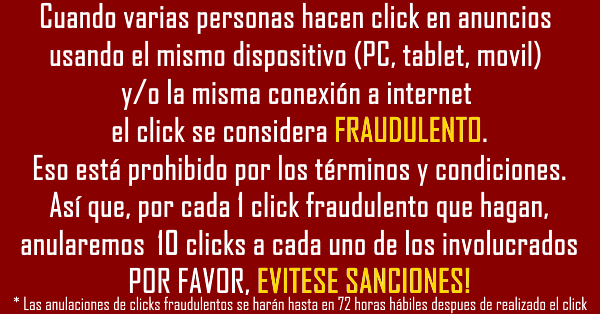 Cuando varias personas hacen click en anuncios
usando el mismo dispositivo (PC, tablet, movil)
y/o la misma conexión a internet
el click se considera FRAUDULENTO.
Eso está prohibido por los términos y condiciones.
Así que, por cada 1 click fraudulento que hagan,
anularemos 10 clicks a cada uno de los involucrados
POR FAVOR, EVITESE SANCIONES!
* Las anulaciones de clicks fraudulentos se harán hasta en 72 horas hábiles despues de realizado el click